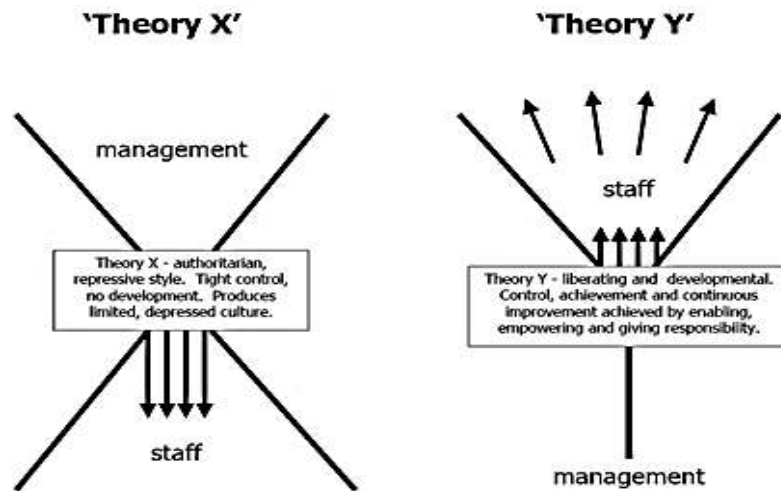 ‘Theory X’
management
Theory X - authoritarian,
repressive style. Tight control,
no development. Produces
limited, depressed culture.
staff
‘Theory Y’
staff
Theory Y - liberating and developmental.
Control, achievement and continuous
improvement achieved by enabling,
empowering and giving responsibility.
management